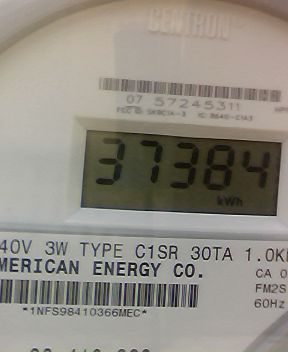 CENTRON
07 57245311
37384
kWh
40V 3W TYPE C1SR 30TA 1.0K
MERICAN ENERGY CO.
CA 0
FM2S
60Hz
*1NFS98410366MEC*